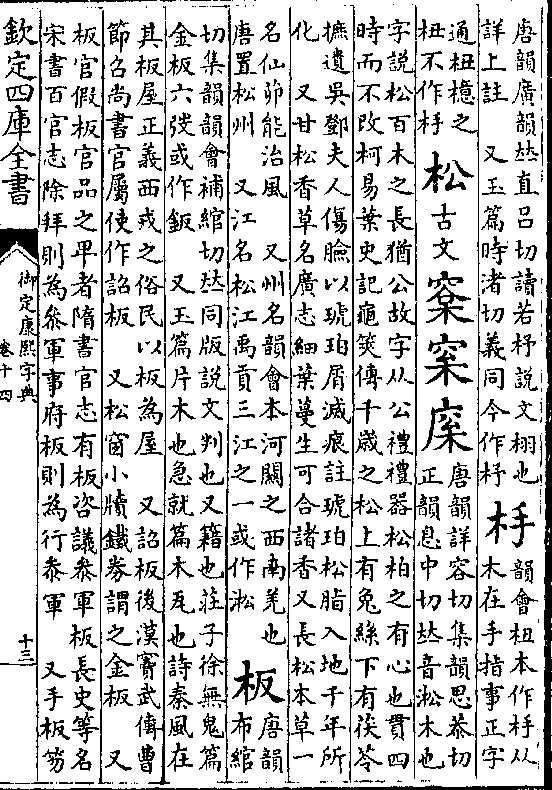 唐韻廣韻𠀤直呂切讀若杼說文栩也
詳上註 又玉篇時渚切義同今作杼
杽
韻會杻本作杽从
木在手指事正字
通杻檍之
杻不作杽
松
古文
唐韻詳容切集韻思恭切
正韻息中切𠀤音淞木也
字說松百木之長猶公故字从公禮禮器松柏之有心也貫四
時而不改柯易葉史記龜筴傳千歲之松上有兔絲下有茯苓
摭遺吳鄧夫人傷臉以琥珀屑滅痕註琥珀松脂入地千年所
化 又甘松香草名廣志細葉蔓生可合諸香又長松本草一
名仙茆能治風 又州名韻會本河關之西南羌也
唐置松州 又江名松江禹貢三江之一或作淞
板
唐韻
布綰
切集韻韻會補綰切𠀤同版說文判也又籍也莊子徐無鬼篇
金板六弢或作鈑 又玉篇片木也急就篇木瓦也詩秦風在
其板屋正義西戎之俗民以板為屋 又詔板後漢竇武傳曹
節召尚書官屬使作詔板 又松窗小牘鐵券謂之金板 又
板官假板官品之卑者隋書官志有板咨議參軍板長史等名
宋書百官志除拜則為參軍事府板則為行參軍 又手板笏
欽定四庫全書
御定康熙字典
卷十四
十三